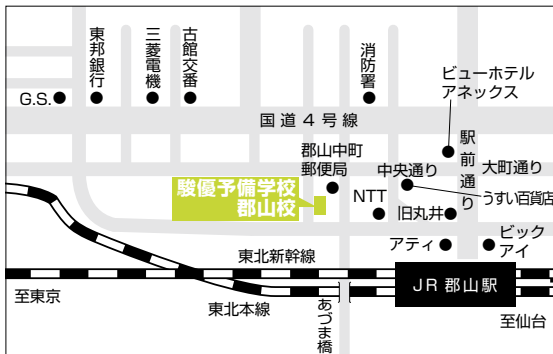 東邦銀行
三菱電機
古館交番
消防署
ビューホテル
アネックス
G.S.
国道4号線
駅前通り
郡山中町
郵便局
中央通り
大町通り
駿優予備学校
郡山校
NTT
うすい百貨店
旧丸井
アティ
ビック
アイ
東北新幹線
JR郡山駅
至東京
東北本線
あづま橋
至仙台